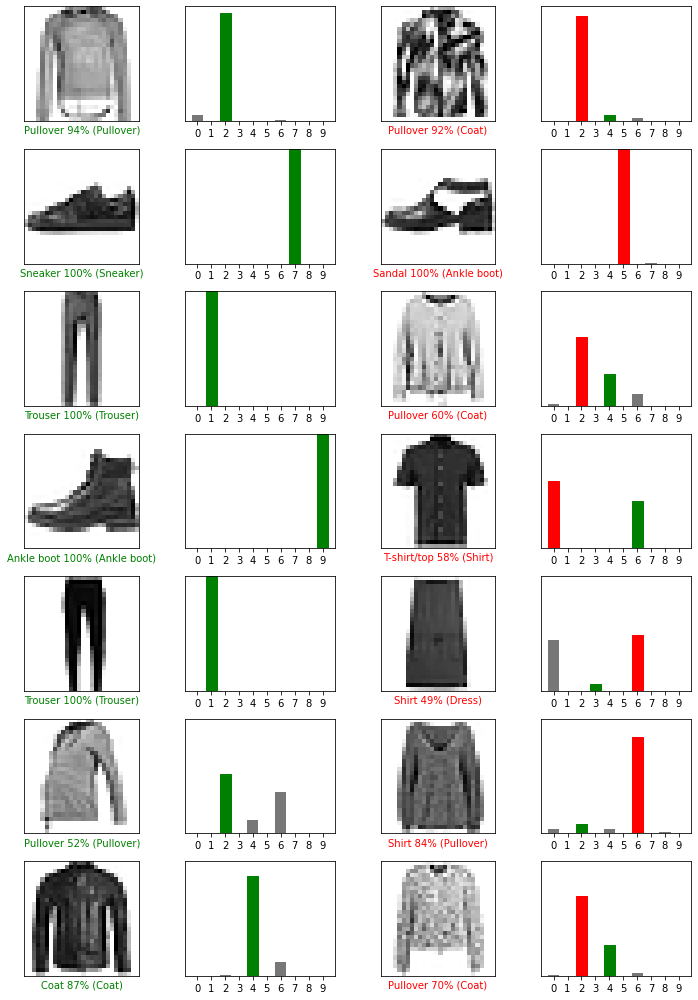 0 1 2 3 4 5 6 7 8 9
0 1 2 3 4 5 6 7 8 9
Pullover 94% (Pullover)
Pullover 92% (Coat)
0 1 2 3 4 5 6 7 8 9
0 1 2 3 4 5 6 7 8 9
Sneaker 100% (Sneaker)
Sandal 100% (Ankle boot)
0 1 2 3 4 5 6 7 8 9
0 1 2 3 4 5 6 7 8 9
Trouser 100% (Trouser)
Pullover 60% (Coat)
0 1 2 3 4 5 6 7 8 9
0 1 2 3 4 5 6 7 8 9
Ankle boot 100% (Ankle boot)
T-shirt/top 58% (Shirt)
0 1 2 3 4 5 6 7 8 9
0 1 2 3 4 5 6 7 8 9
Trouser 100% (Trouser)
Shirt 49% (Dress)
0 1 2 3 4 5 6 7 8 9
0 1 2 3 4 5 6 7 8 9
Pullover 52% (Pullover)
Shirt 84% (Pullover)
0 1 2 3 4 5 6 7 8 9
0 1 2 3 4 5 6 7 8 9
Coat 87% (Coat)
Pullover 70% (Coat)